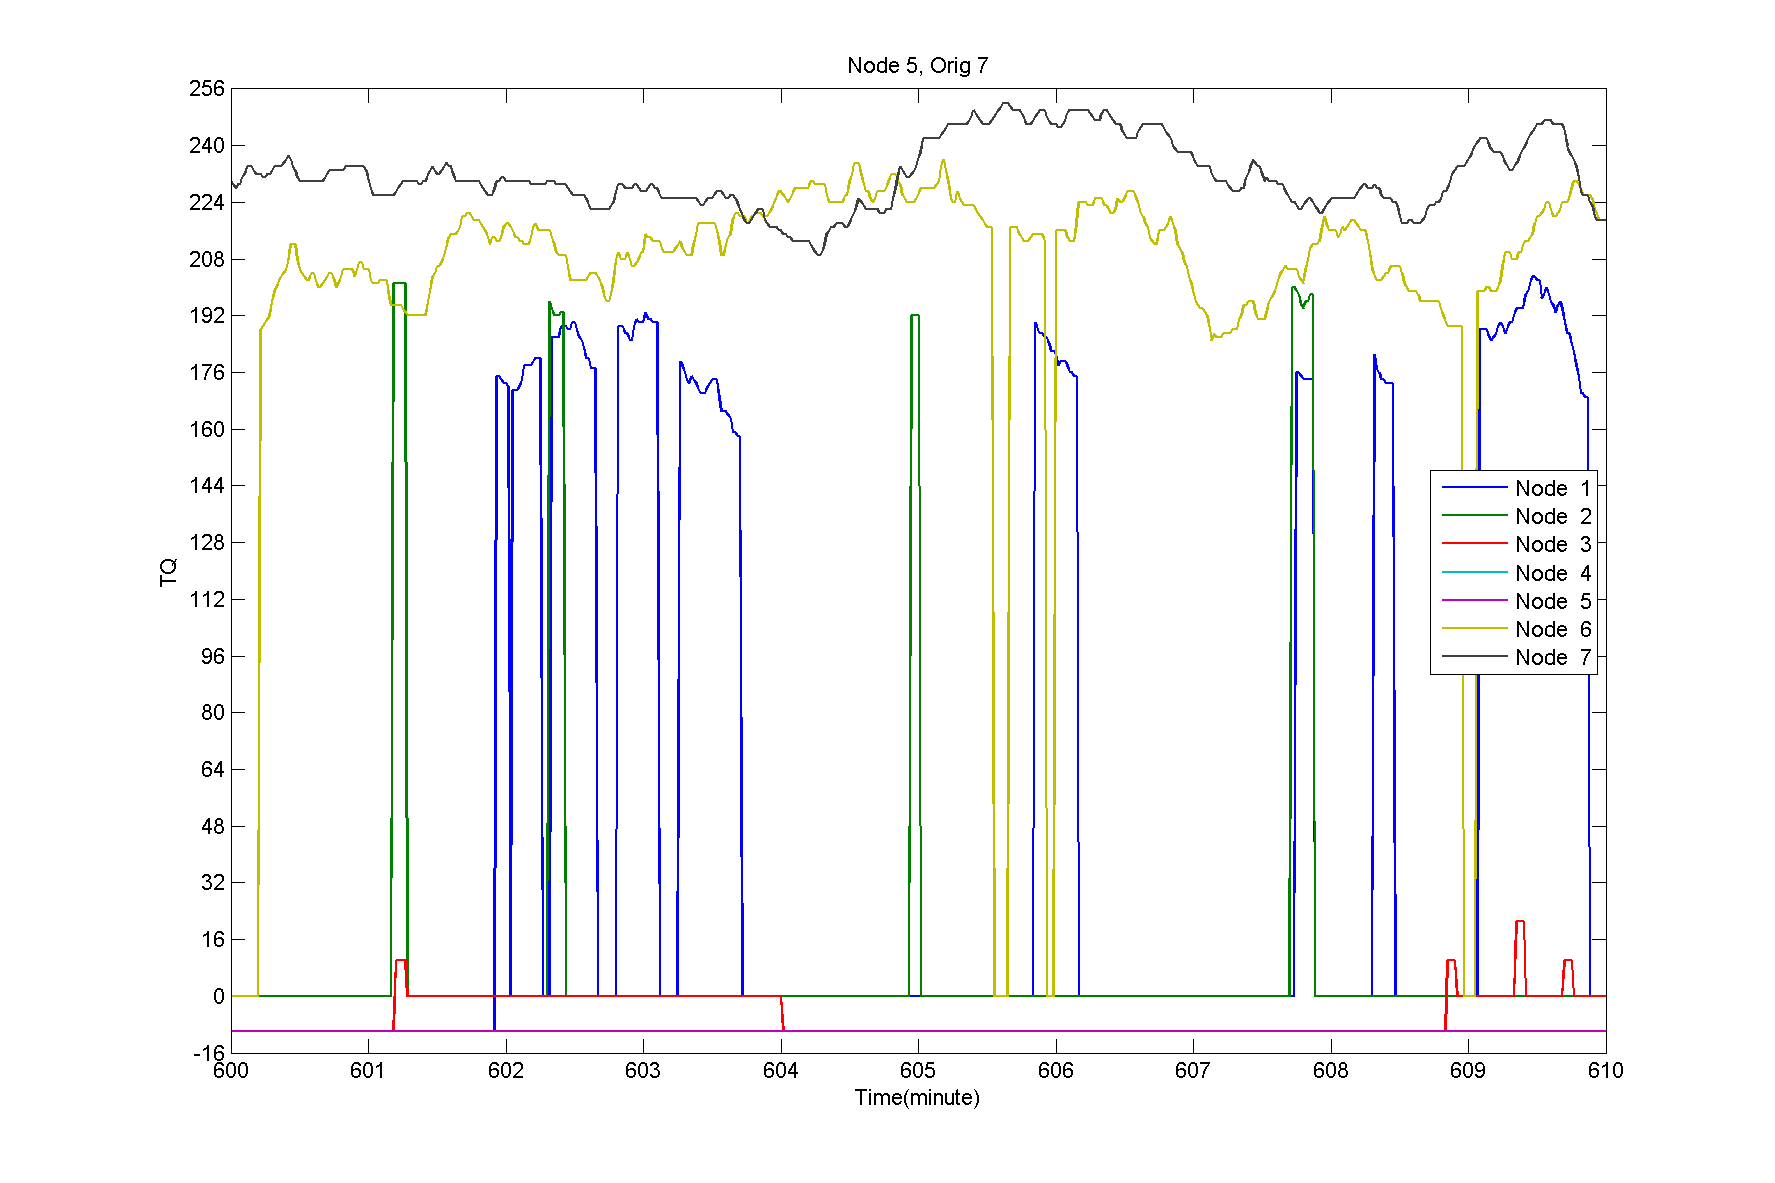 Node 5, Orig 7
256
240
224
208
192
176
160
144
128
112
96
80
64
48
32
16
0
-16
TQ
Node 1
Node 2
Node 3
Node 4
Node 5
Node 6
Node 7
600 601 602 603 604 605 606 607 608 609 610
Time(minute)